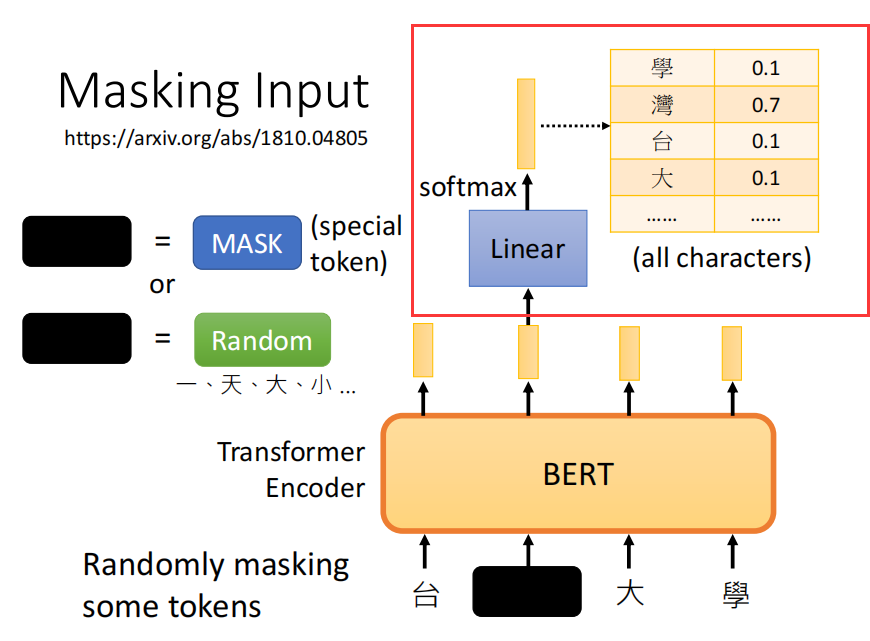 Masking Input
https://arxiv.org/abs/1810.04805
= MASK (special token)
or
= Random
一、天、大、小 …
softmax
Linear
學 0.1
灣 0.7
台 0.1
大 0.1
…… ……
(all characters)
Transformer
Encoder
BERT
Randomly masking
some tokens
台 大 學